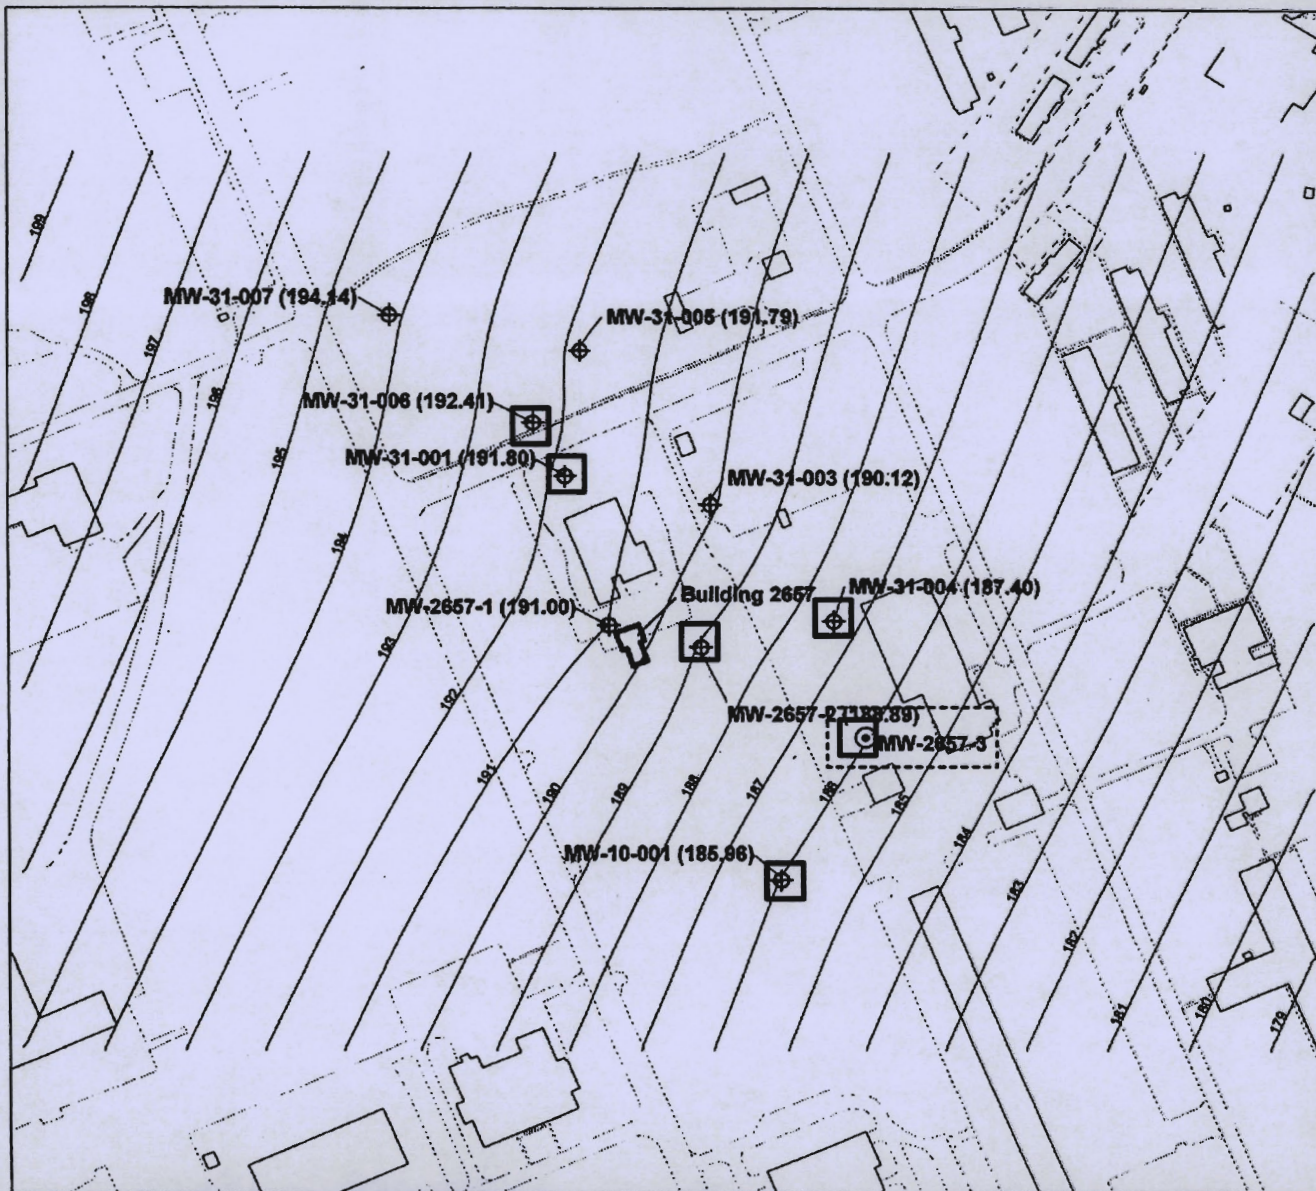 199
198
197
196
195
194
193
192
191
190
189
188
187
186
185
184
183
182
181
180
179
MW-31-007 (194.14)
MW-31-005 (191.79)
MW-31-006 (192.41)
MW-31-001 (191.80)
MW-31-003 (190.12)
MW-31-004 (187.40)
Building 2657
MW-2657-1 (191.00)
MW-2657-3
MW-10-001 (185.96)